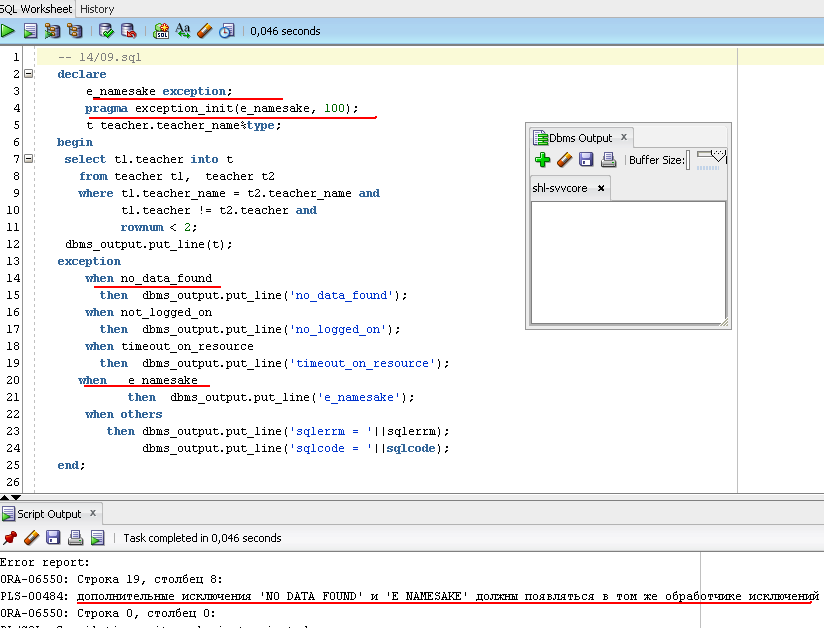 SQL Worksheet History
0,046 seconds
1 -- 14/09.sql
2 declare
3 e_namesake exception;
4 pragma exception_init(e_namesake, 100);
5 t teacher.teacher_name%type;
6 begin
7 select t1.teacher into t
8 from teacher t1, teacher t2
9 where t1.teacher_name = t2.teacher_name and
10 t1.teacher != t2.teacher and
11 rownum < 2;
12 dbms_output.put_line(t);
13 exception
14 when no_data_found
15 then dbms_output.put_line('no_data_found');
16 when not_logged_on
17 then dbms_output.put_line('no_logged_on');
18 when timeout_on_resource
19 then dbms_output.put_line('timeout_on_resource');
20 when e_namesake
21 then dbms_output.put_line('e_namesake');
22 when others
23 then dbms_output.put_line('sqlerrm = '||sqlerrm);
24 dbms_output.put_line('sqlcode = '||sqlcode);
25 end;
26
Dbms Output x
Buffer Size:
shl-svvcore x
Script Output x
Task completed in 0,046 seconds
Error report:
ORA-06550: Строка 19, столбец 8:
PLS-00484: дополнительные исключения 'NO_DATA_FOUND' и 'E_NAMESAKE' должны появляться в том же обработчике исключений
ORA-06550: Строка 0, столбец 0: